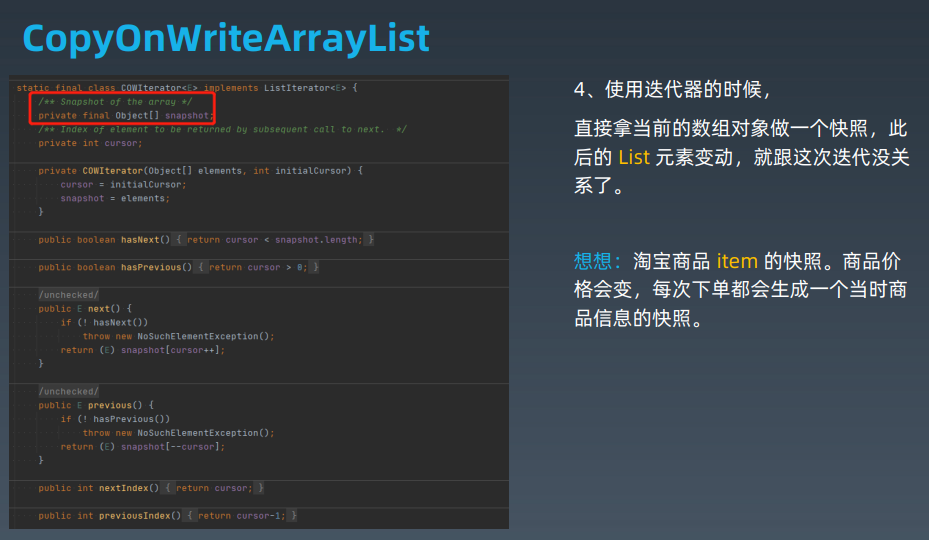 CopyOnWriteArrayList
static final class COWIterator<E> implements ListIterator<E> {
/** Snapshot of the array */
private final Object[] snapshot;
/** Index of element to be returned by subsequent call to next.  */
private int cursor;
private COWIterator(Object[] elements, int initialCursor) {
cursor = initialCursor;
snapshot = elements;
}
public boolean hasNext() { return cursor < snapshot.length; }
public boolean hasPrevious() { return cursor > 0; }
/unchecked/
public E next() {
if (! hasNext())
throw new NoSuchElementException();
return (E) snapshot[cursor++];
}
/unchecked/
public E previous() {
if (! hasPrevious())
throw new NoSuchElementException();
return (E) snapshot[--cursor];
}
public int nextIndex() { return cursor; }
public int previousIndex() { return cursor-1; }
4、使用迭代器的时候，
直接拿当前的数组对象做一个快照，此
后的 List 元素变动，就跟这次迭代没关
系了。
想想：淘宝商品 item 的快照。商品价
格会变，每次下单都会生成一个当时商
品信息的快照。